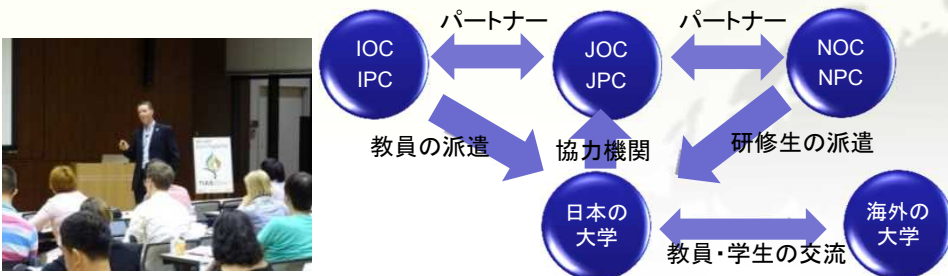 パートナー
パートナー
IOC
IPC
JOC
JPC
NOC
NPC
教員の派遣
協力機関
研修生の派遣
日本の
大学
海外の
大学
教員・学生の交流